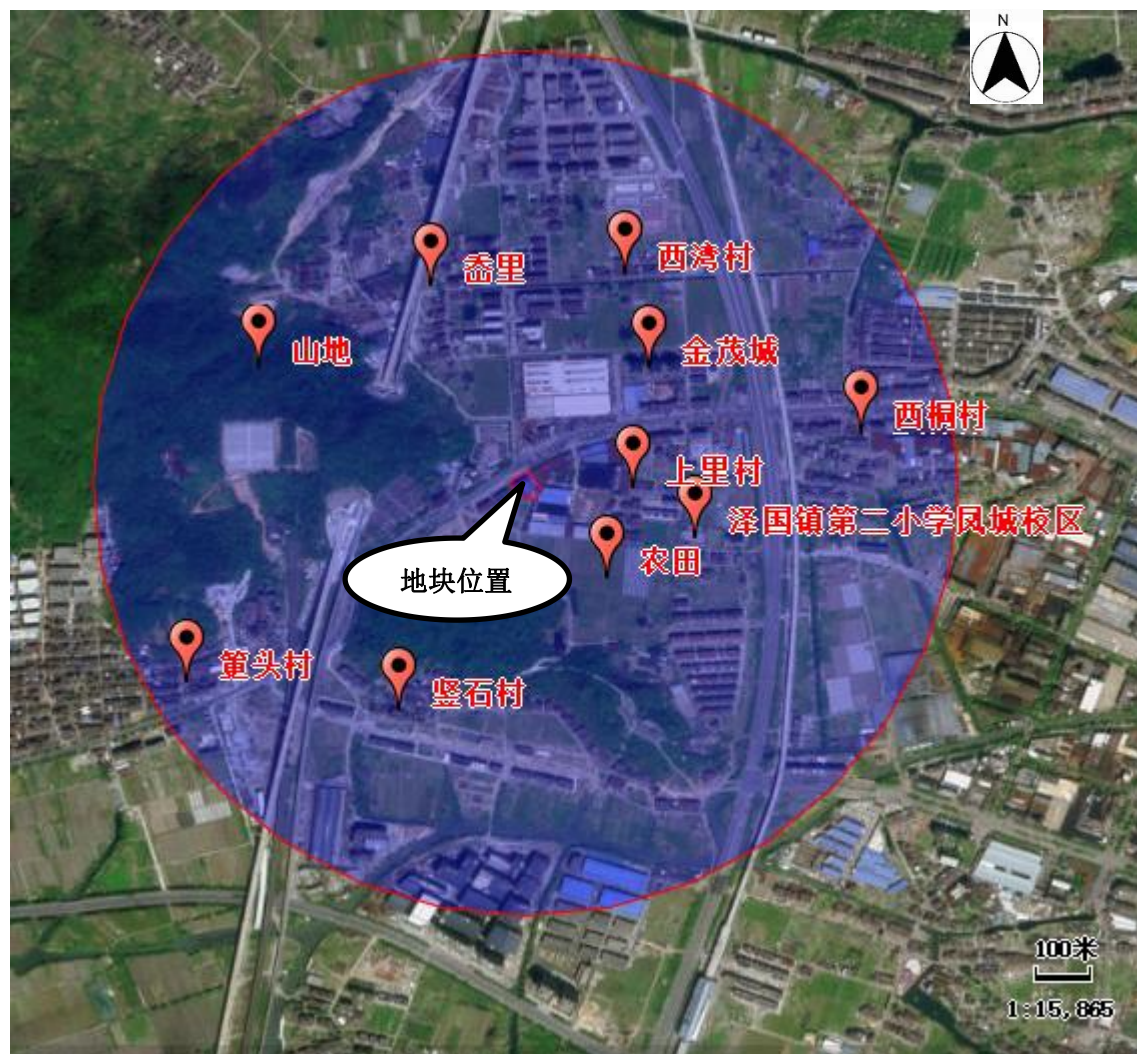 N
西湾村
岙里
山地
金茂城
西桐村
上里村
泽国镇第二小学凤城校区
农田
地块位置
篁头村
竖石村
100米
1:15,865